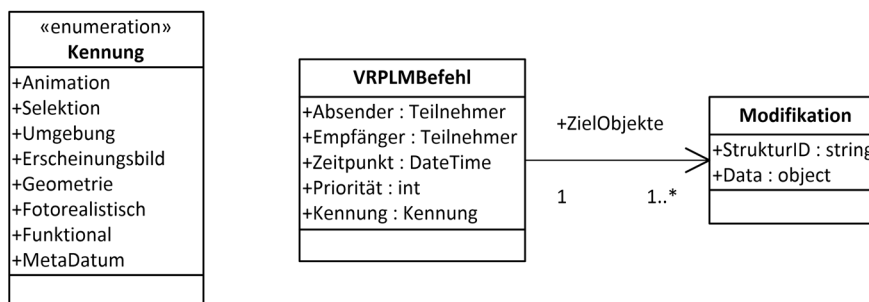 «enumeration»
Kennung
+Animation
+Selektion
+Umgebung
+Erscheinungsbild
+Geometrie
+Fotorealistisch
+Funktional
+MetaDatum
VRPLMBefehl
+Absender : Teilnehmer
+Empfänger : Teilnehmer
+Zeitpunkt : DateTime
+Priorität : int
+Kennung : Kennung
+ZielObjekte
1
1..*
Modifikation
+StrukturID : string
+Data : object